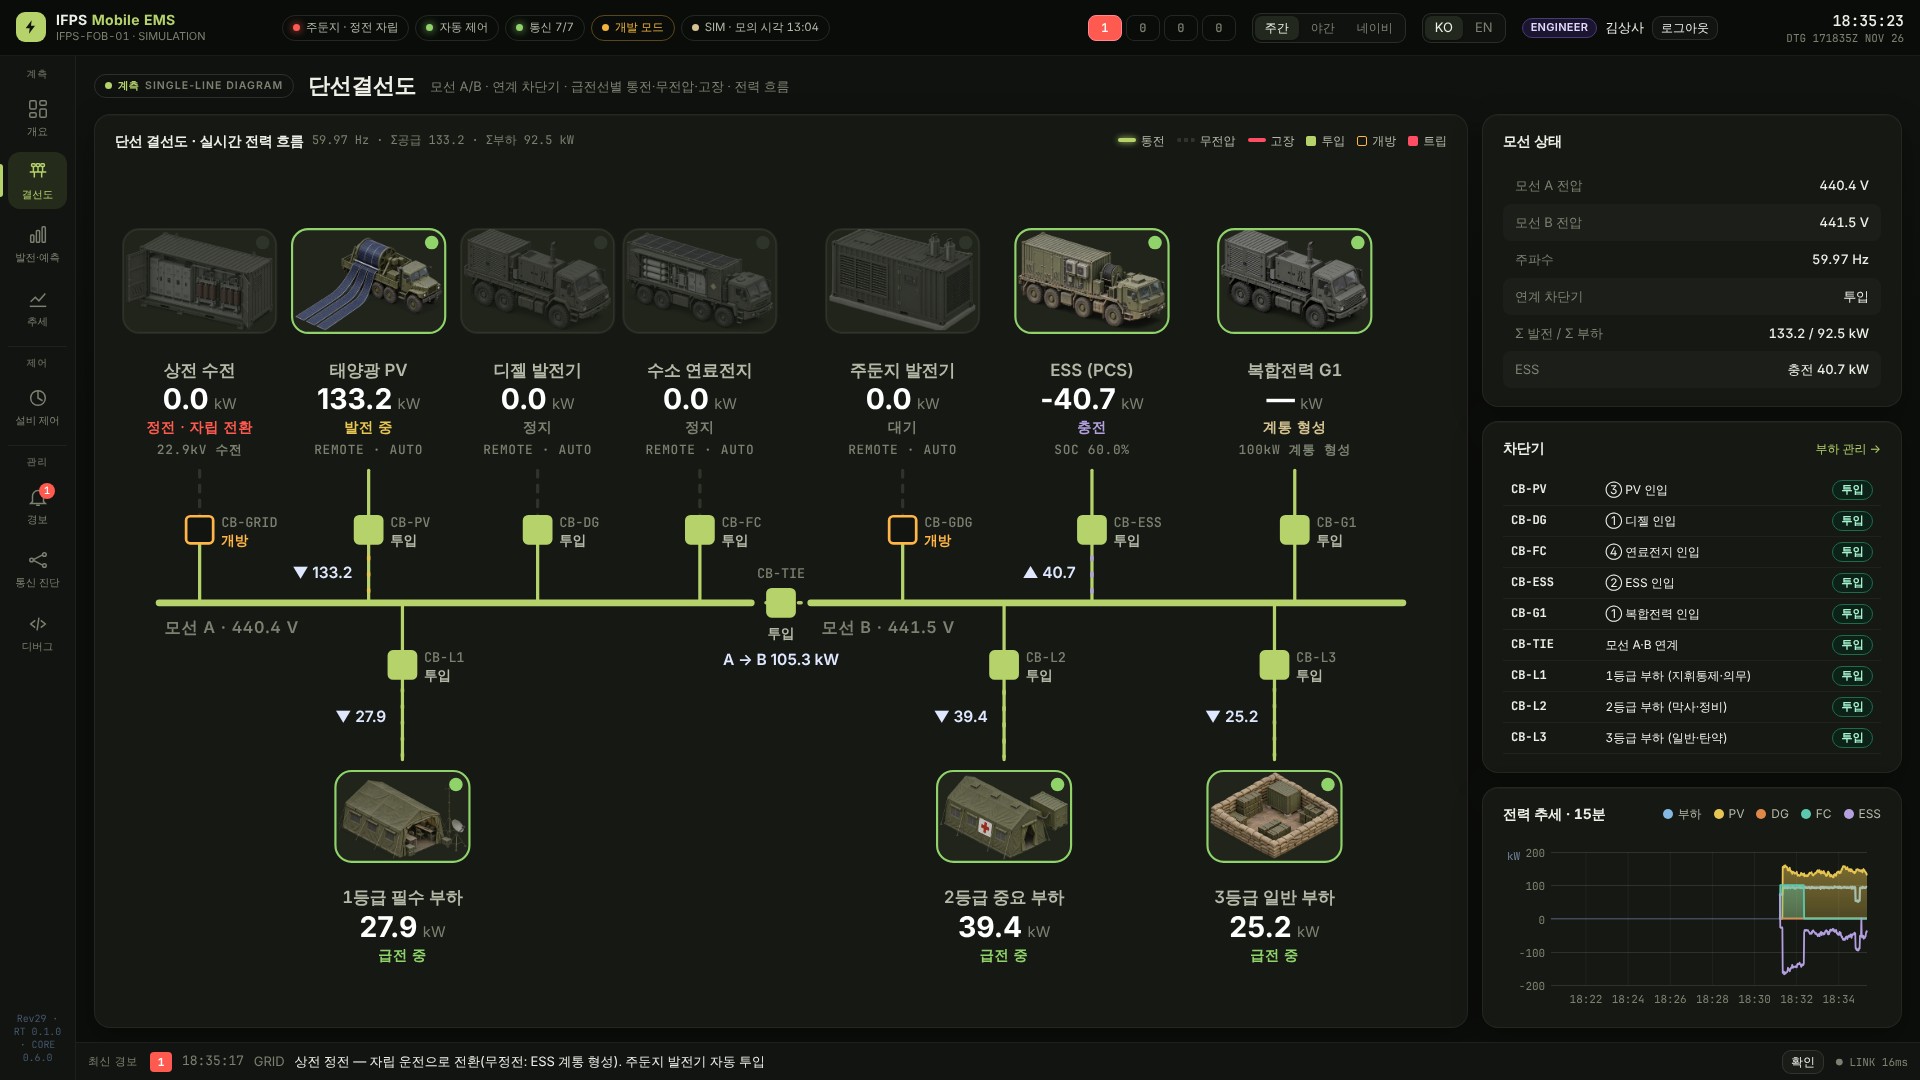 IFPS Mobile EMS
IFPS-FOB-01 · SIMULATION
주둔지 · 정전 자립
자동 제어
통신 7/7
개발 모드
SIM · 모의 시각 13:04
1 0 0 0
주간 야간 네이비
KO EN
ENGINEER 김상사 로그아웃
18:35:23
DTG 171835Z NOV 26
계측
개요
결선도
발전·예측
추세
제어
설비 제어
관리
1
경보
통신 진단
디버그
Rev29 ·
RT 0.1.0
· CORE
0.6.0
계측 SINGLE-LINE DIAGRAM
단선결선도
모선 A/B · 연계 차단기 · 급전선별 통전·무전압·고장 · 전력 흐름
단선 결선도 · 실시간 전력 흐름 59.97 Hz · Σ공급 133.2 · Σ부하 92.5 kW
통전 무전압 고장 투입 개방 트립
상전 수전
0.0 kW
정전 · 자립 전환
22.9kV 수전
태양광 PV
133.2 kW
발전 중
REMOTE · AUTO
디젤 발전기
0.0 kW
정지
REMOTE · AUTO
수소 연료전지
0.0 kW
정지
REMOTE · AUTO
주둔지 발전기
0.0 kW
대기
REMOTE · AUTO
ESS (PCS)
-40.7 kW
충전
SOC 60.0%
복합전력 G1
— kW
계통 형성
100kW 계통 형성
CB-GRID
개방
CB-PV
투입
CB-DG
투입
CB-FC
투입
CB-GDG
개방
CB-ESS
투입
CB-G1
투입
▼ 133.2
▲ 40.7
CB-TIE
투입
A → B 105.3 kW
모선 A · 440.4 V
모선 B · 441.5 V
CB-L1
투입
CB-L2
투입
CB-L3
투입
▼ 27.9
▼ 39.4
▼ 25.2
1등급 필수 부하
27.9 kW
급전 중
2등급 중요 부하
39.4 kW
급전 중
3등급 일반 부하
25.2 kW
급전 중
모선 상태
모선 A 전압 440.4 V
모선 B 전압 441.5 V
주파수 59.97 Hz
연계 차단기 투입
Σ 발전 / Σ 부하 133.2 / 92.5 kW
ESS 충전 40.7 kW
차단기 부하 관리 →
CB-PV ③ PV 인입 투입
CB-DG ① 디젤 인입 투입
CB-FC ④ 연료전지 인입 투입
CB-ESS ② ESS 인입 투입
CB-G1 ① 복합전력 인입 투입
CB-TIE 모선 A·B 연계 투입
CB-L1 1등급 부하 (지휘통제·의무) 투입
CB-L2 2등급 부하 (막사·정비) 투입
CB-L3 3등급 부하 (일반·탄약) 투입
전력 추세 · 15분
부하 PV DG FC ESS
kW 200
100
0
-100
-200
18:22 18:24 18:26 18:28 18:30 18:32 18:34
최신 경보 1 18:35:17 GRID 상전 정전 — 자립 운전으로 전환(무정전: ESS 계통 형성). 주둔지 발전기 자동 투입
확인 LINK 16ms